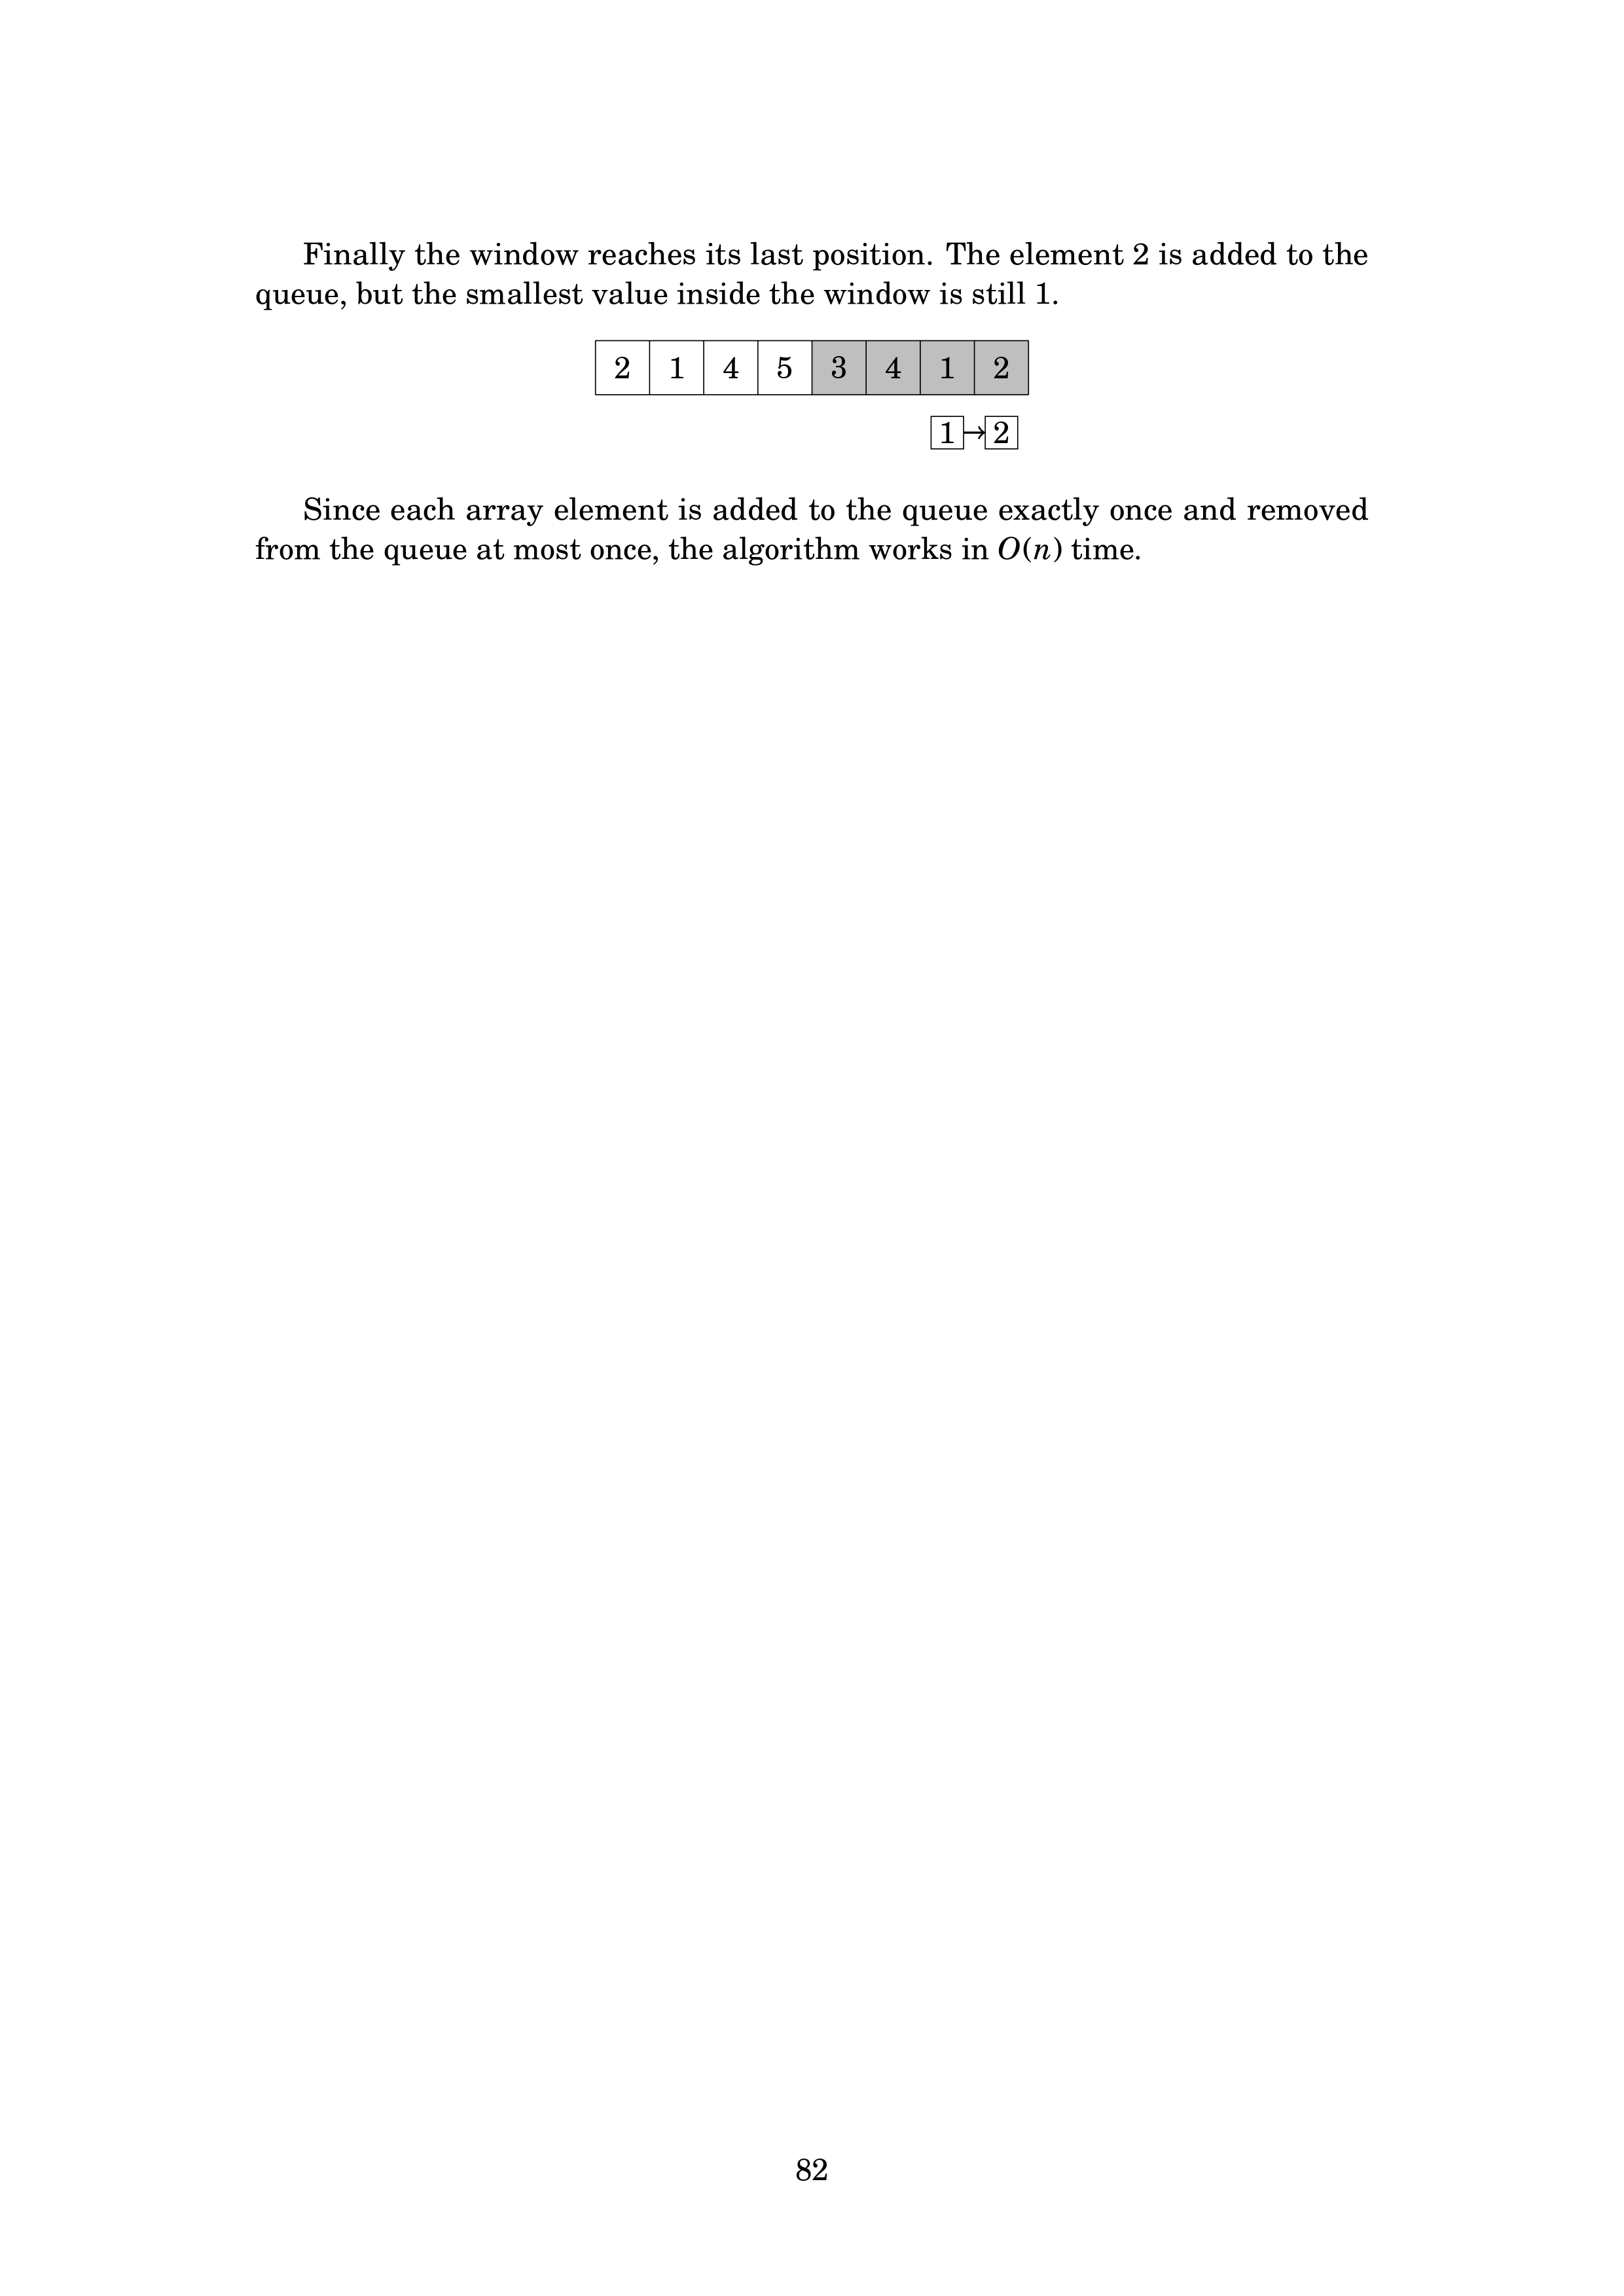 Finally the window reaches its last position. The element 2 is added to the
queue, but the smallest value inside the window is still 1.
2 1 4 5 3 4 1 2
1→2
Since each array element is added to the queue exactly once and removed
from the queue at most once, the algorithm works in O(n) time.
82